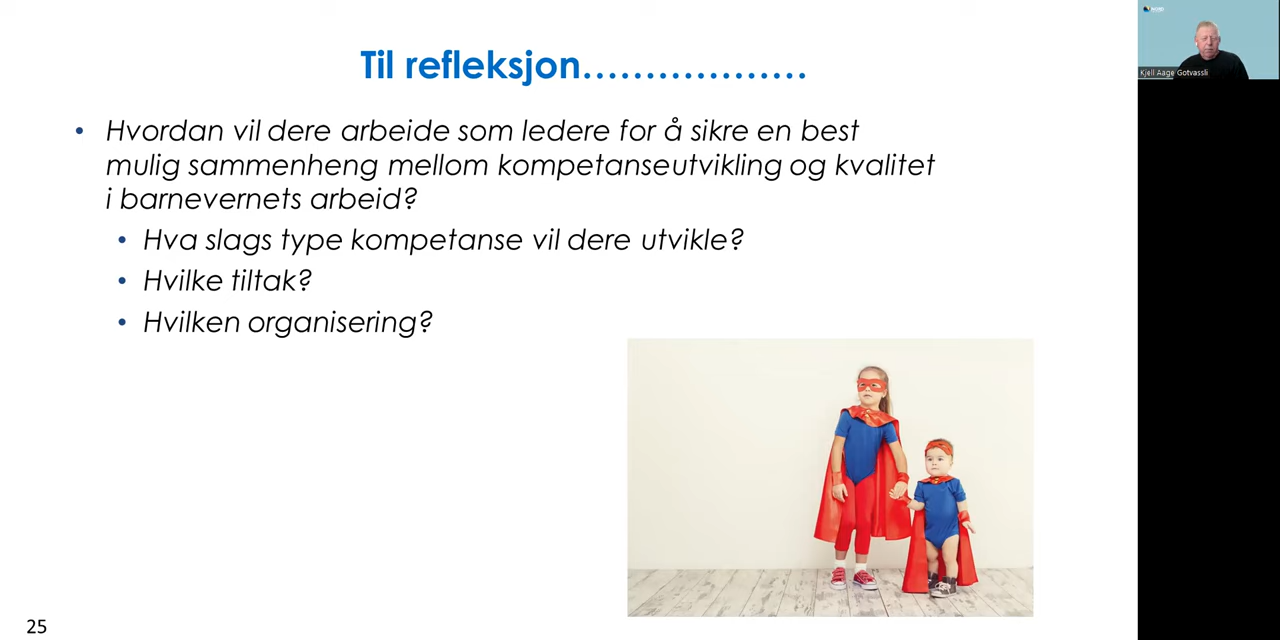 Til refleksjon..................
• Hvordan vil dere arbeide som ledere for å sikre en best
mulig sammenheng mellom kompetanseutvikling og kvalitet
i barnevernets arbeid?
• Hva slags type kompetanse vil dere utvikle?
• Hvilke tiltak?
• Hvilken organisering?
25
Kjell Aage Gotvassli